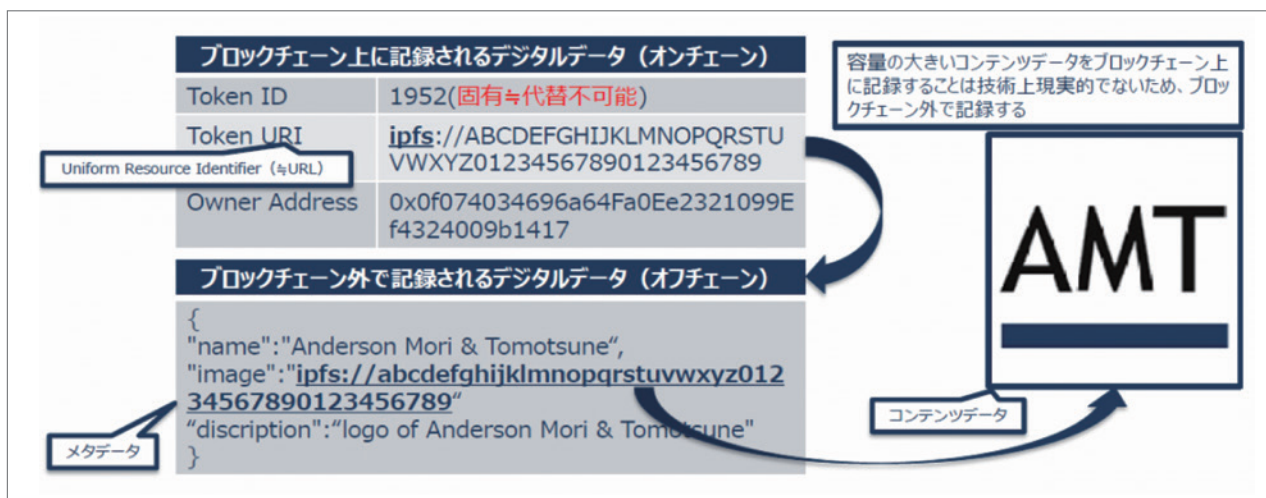 ブロックチェーン上に記録されるデジタルデータ（オンチェーン）
Token ID
1952(固有≒代替不可能)
Token URI
ipfs://ABCDEFGHIJKLMNOPQRSTU
VWXYZ01234567890123456789
Uniform Resource Identifier（≒URL）
Owner Address
0x0f074034696a64Fa0Ee2321099E
f4324009b1417
容量の大きいコンテンツデータをブロックチェーン上
に記録することは技術上現実的でないため、ブロッ
クチェーン外で記録する
AMT
コンテンツデータ
ブロックチェーン外で記録されるデジタルデータ（オフチェーン）
{
"name":"Anderson Mori & Tomotsune“,
"image":"ipfs://abcdefghijklmnopqrstuvwxyz012
34567890123456789“
“discription":“logo of Anderson Mori & Tomotsune"
}
メタデータ